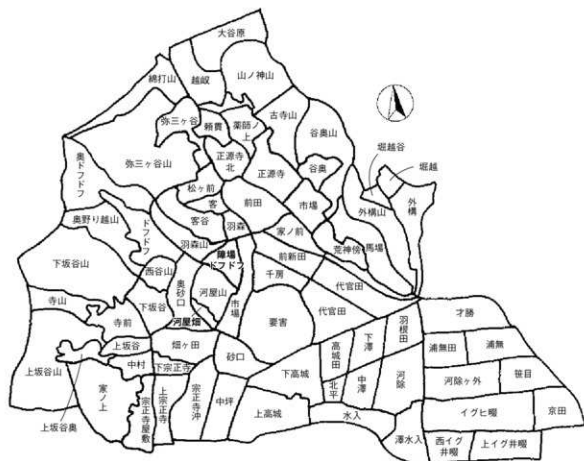 大谷原
綿打山
越畝
山ノ神山
弥三ヶ谷
頼貫
薬師ノ
上
古寺山
谷奥山
堀越谷
堀越
弥三ヶ谷山
正源寺
北
正源寺
谷奥
奥ドフドフ
松ヶ前
市場
外構山
外構
客
前田
奥野り越山
ドフドフ
客谷
羽森
家ノ前
荒神傍
馬場
羽森山
陣場
ドフドフ
前新田
下坂谷山
西谷山
奥砂口
河屋山
千房
代官田
寺山
下坂谷
市場
要害
代官田
寺前
河屋畑
羽根田
才勝
上坂谷
畑ヶ田
砂口
高城田
下澤
浦無田
浦無
上坂谷山
中村
下宗正寺
下高城
北平
中澤
河除
河除ヶ外
笹目
家ノ上
宗正寺屋敷
上宗正寺
宗正寺沖
中坪
上高城
水入
イグヒ畷
京田
上坂谷奥
澤水入
西イグ
井畷
上イグ井畷